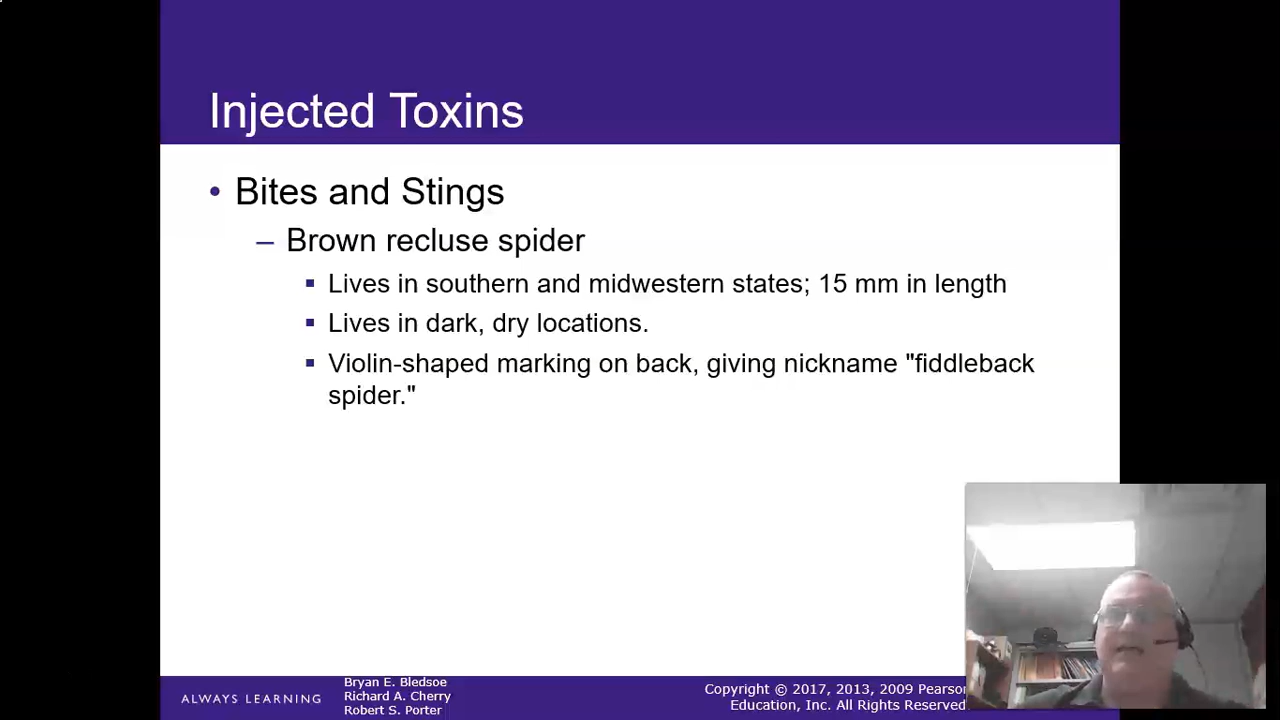 Injected Toxins
• Bites and Stings
– Brown recluse spider
▪ Lives in southern and midwestern states; 15 mm in length
▪ Lives in dark, dry locations.
▪ Violin-shaped marking on back, giving nickname "fiddleback
spider."
ALWAYS LEARNING
Bryan E. Bledsoe
Richard A. Cherry
Robert S. Porter
Copyright © 2017, 2013, 2009 Pearson
Education, Inc. All Rights Reserved